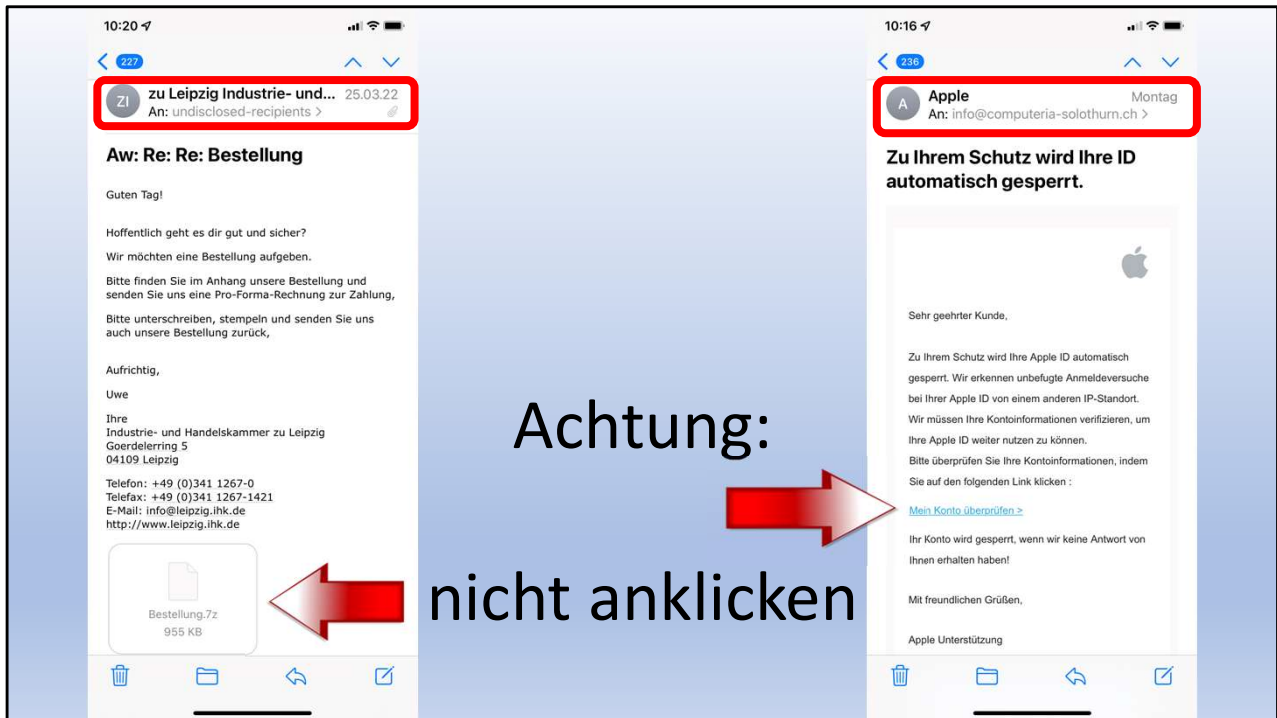 10:20
227
ZI
zu Leipzig Industrie- und... 25.03.22
An: undisclosed-recipients >
Aw: Re: Re: Bestellung
Guten Tag!
Hoffentlich geht es dir gut und sicher?
Wir möchten eine Bestellung aufgeben.
Bitte finden Sie im Anhang unsere Bestellung und
senden Sie uns eine Pro-Forma-Rechnung zur Zahlung,
Bitte unterschreiben, stempeln und senden Sie uns
auch unsere Bestellung zurück,
Aufrichtig,
Uwe
Ihre
Industrie- und Handelskammer zu Leipzig
Goerdelerring 5
04109 Leipzig
Telefon: +49 (0)341 1267-0
Telefax: +49 (0)341 1267-1421
E-Mail: info@leipzig.ihk.de
http://www.leipzig.ihk.de
Bestellung.7z
955 KB
Achtung:
nicht anklicken
10:16
236
A
Apple Montag
An: info@computeria-solothurn.ch >
Zu Ihrem Schutz wird Ihre ID
automatisch gesperrt.
Sehr geehrter Kunde,
Zu Ihrem Schutz wird Ihre Apple ID automatisch
gesperrt. Wir erkennen unbefugte Anmeldeversuche
bei Ihrer Apple ID von einem anderen IP-Standort.
Wir müssen Ihre Kontoinformationen verifizieren, um
Ihre Apple ID weiter nutzen zu können.
Bitte überprüfen Sie Ihre Kontoinformationen, indem
Sie auf den folgenden Link klicken :
Mein Konto überprüfen >
Ihr Konto wird gesperrt, wenn wir keine Antwort von
Ihnen erhalten haben!
Mit freundlichen Grüßen,
Apple Unterstützung